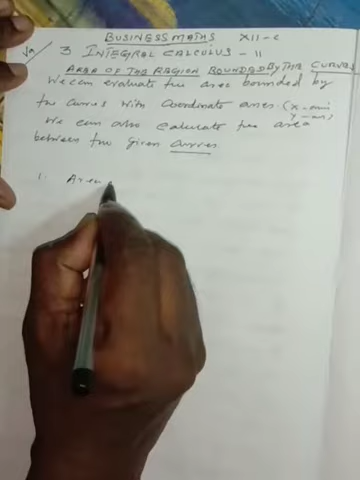 BUSINESS MATHS XII-C
3 INTEGRAL CALCULUS - II
AREA OF THE REGION BOUNDED BY THE CURVES
We can evaluate the area bounded by
the curves with coordinate axes. (x-axis
y-axis)
We can also calculate the area
between two given curves
1. Area